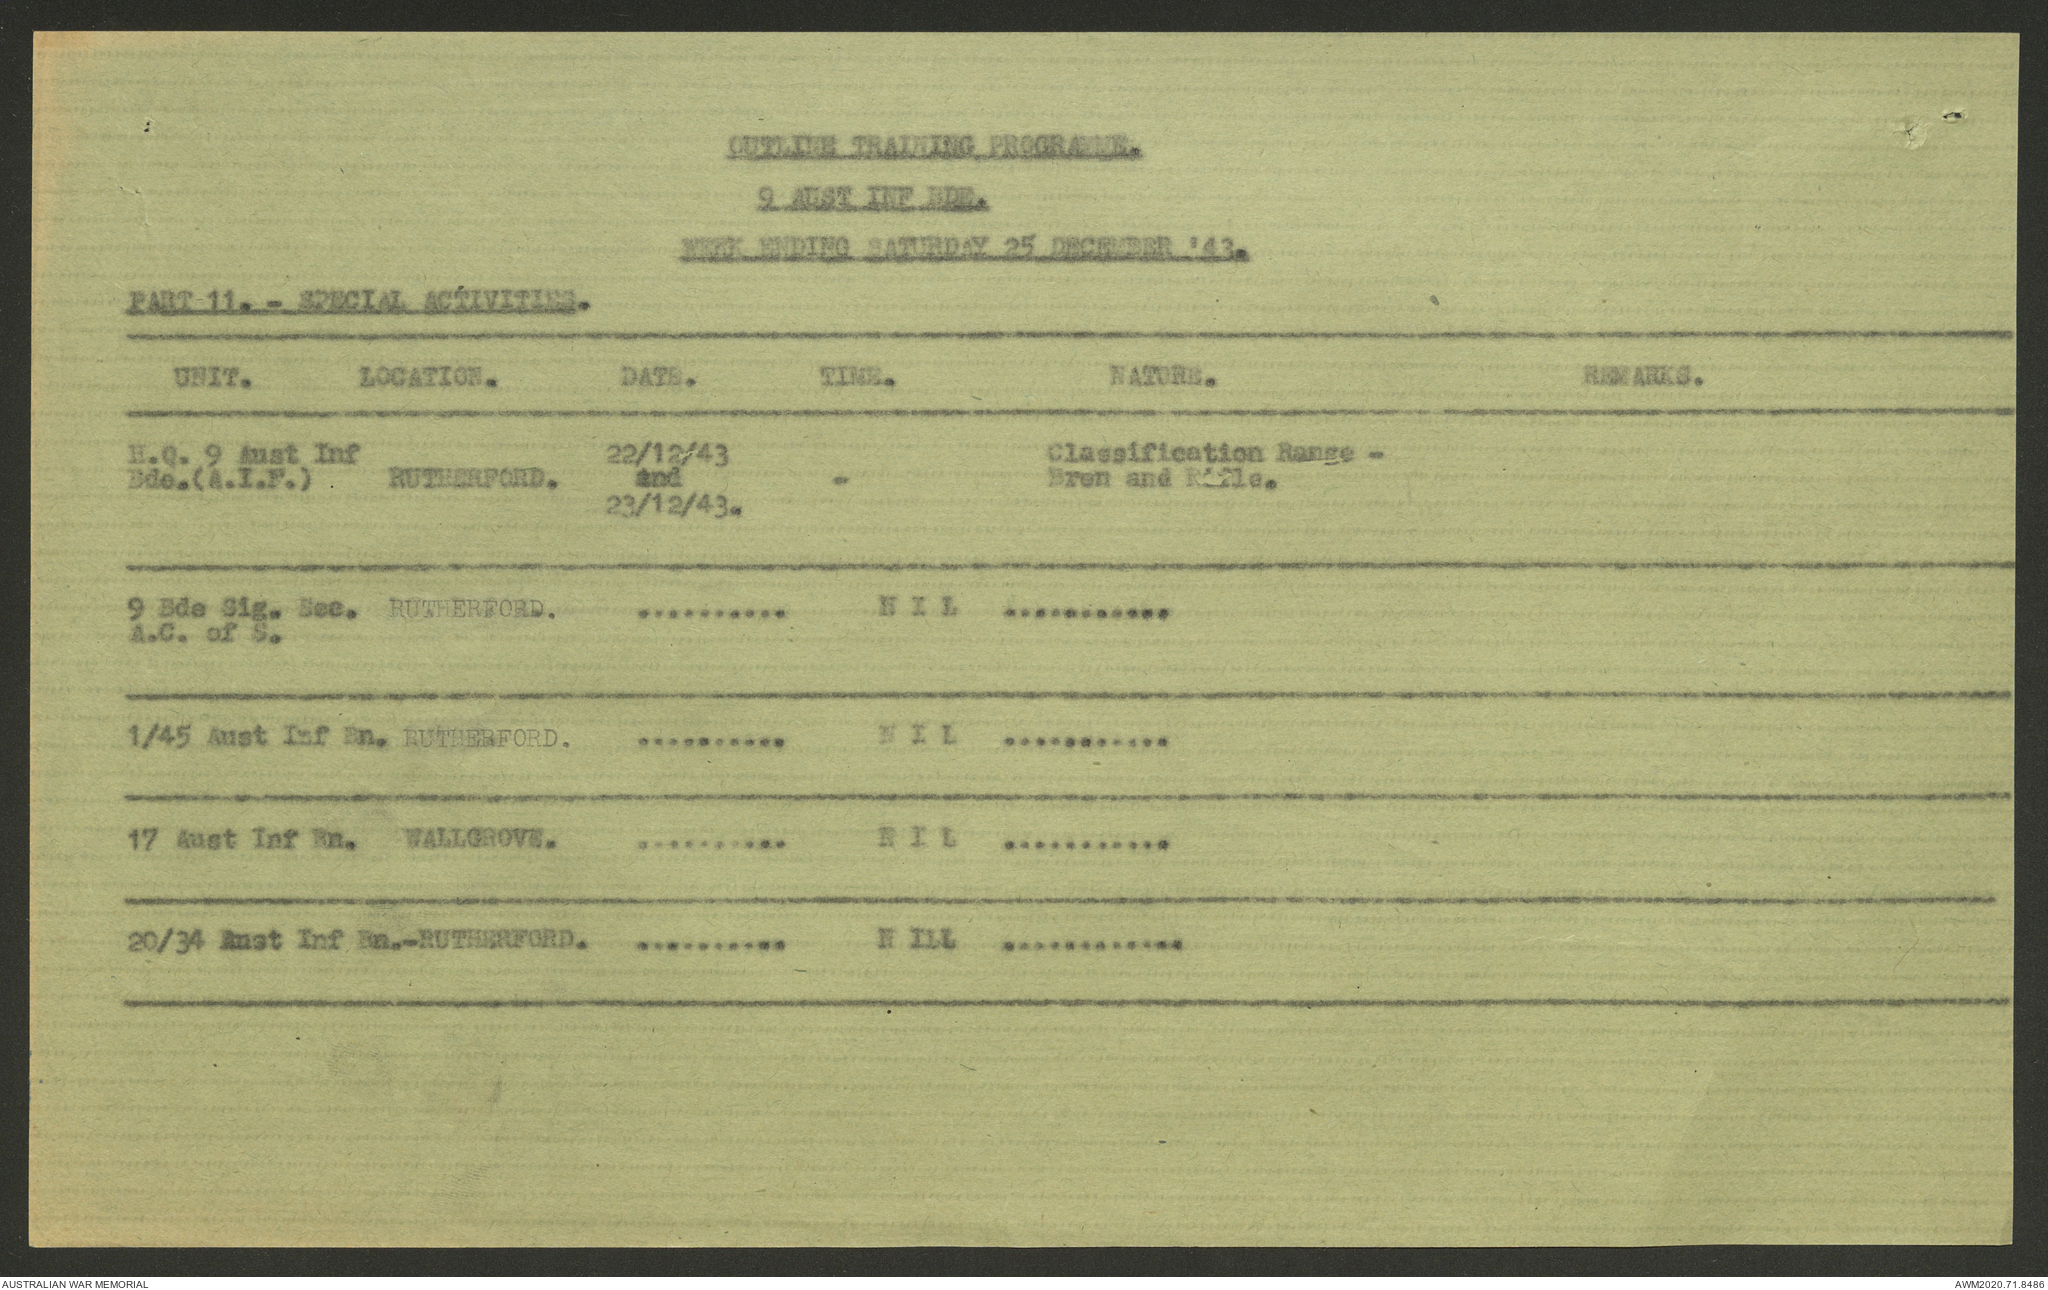 OUTLINE TRAINING PROGRAMME.
9 AUST INF BDE.
WEEK ENDING SATURDAY 25 DECEMBER '43.
PART 11. - SPECIAL ACTIVITIES.
UNIT. LOCATION. DATE. TIME. NATURE. REMARKS.
H.Q. 9 Aust Inf 22/12/43 Classification Range -
Bde.(A.I.F.) RUTHERFORD. and - Bren and Rifle.
23/12/43.
9 Bde Sig. Sec. RUTHERFORD. .......... N I L ...........
A.C. of S.
1/45 Aust Inf Bn. RUTHERFORD. .......... N I L ...........
17 Aust Inf Bn. WALLGROVE. .......... N I L ...........
20/34 Aust Inf Bn.-RUTHERFORD. .......... N ILL ............
AUSTRALIAN WAR MEMORIAL AWM2020.71.8486